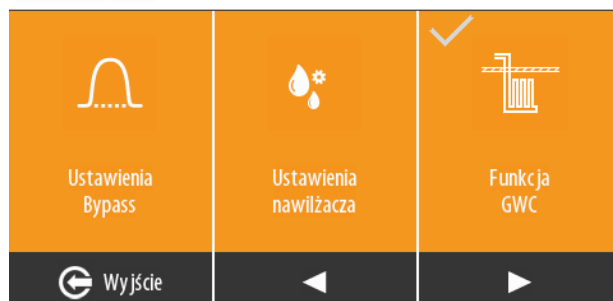 Ustawienia
Bypass
Ustawienia
nawilżacza
Funkcja
GWC
Wyjście